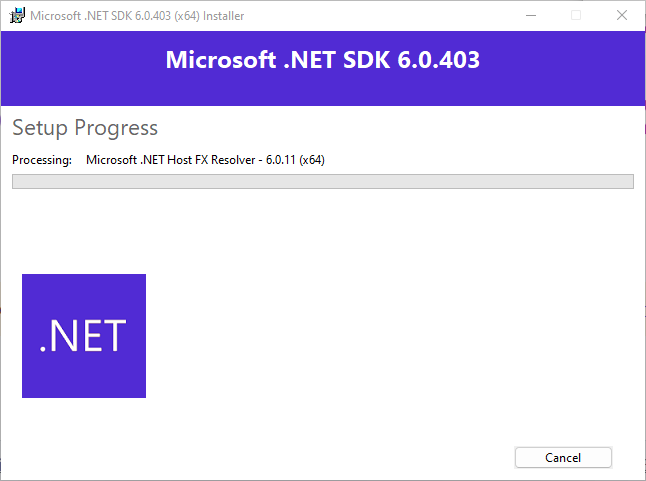 Microsoft .NET SDK 6.0.403 (x64) Installer
Microsoft .NET SDK 6.0.403
Setup Progress
Processing: Microsoft .NET Host FX Resolver - 6.0.11 (x64)
.NET
Cancel